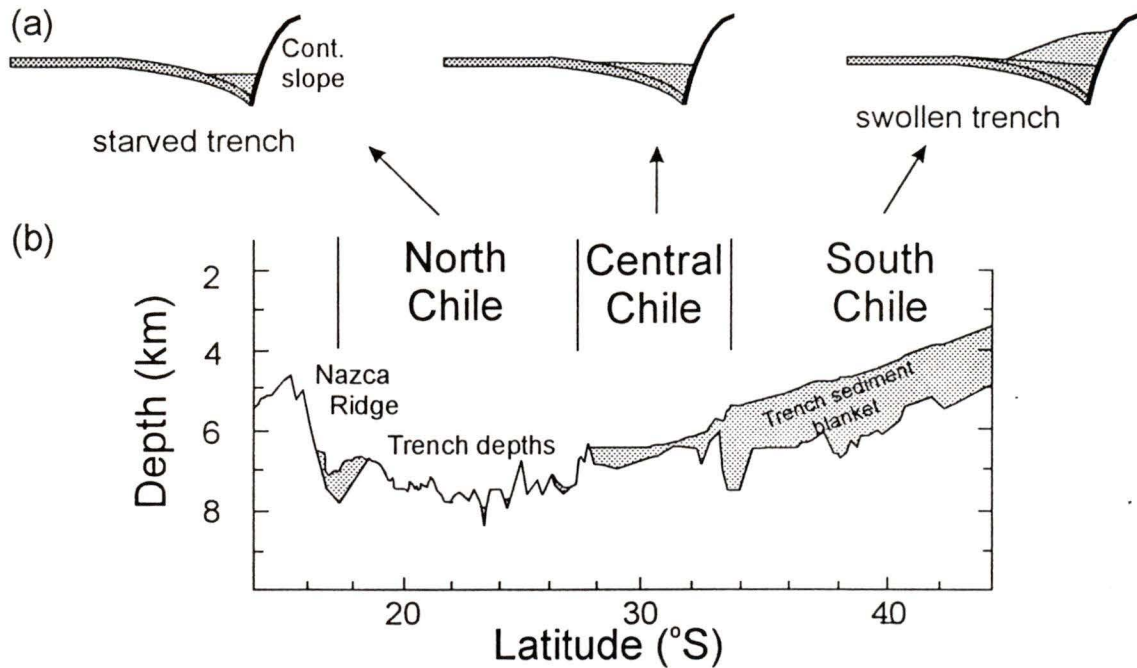 (a)
Cont.
slope
starved trench
swollen trench
(b)
North
Chile
Central
Chile
South
Chile
Depth (km)
2
4
6
8
Nazca
Ridge
Trench depths
Trench sediment
blanket
20
30
40
Latitude (°S)